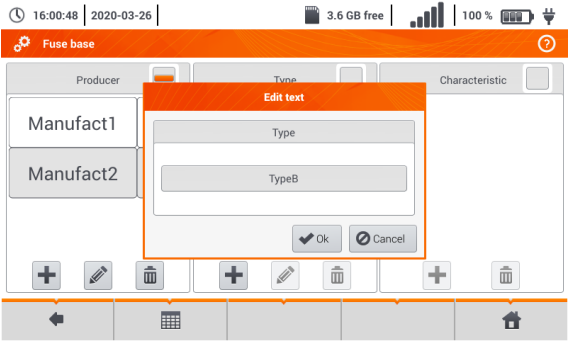 16:00:48 2020-03-26 3.6 GB free 100 %
Fuse base ?
Producer Type Characteristic
Edit text
Manufact1
Type
Manufact2
TypeB
Ok Cancel